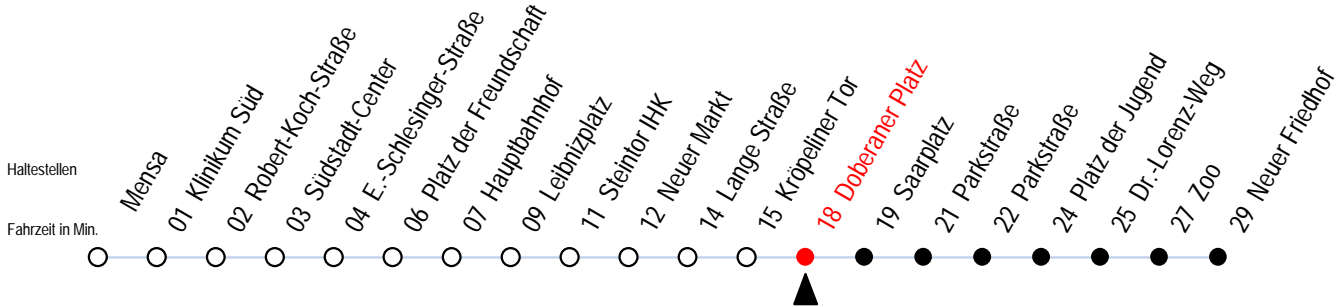 Haltestellen
Fahrzeit in Min.
Mensa
01 Klinikum Süd
02 Robert-Koch-Straße
03 Südstadt-Center
04 E.-Schlesinger-Straße
06 Platz der Freundschaft
07 Hauptbahnhof
09 Leibnizplatz
11 Steintor IHK
12 Neuer Markt
14 Lange Straße
15 Kröpeliner Tor
18 Doberaner Platz
19 Saarplatz
21 Parkstraße
22 Parkstraße
24 Platz der Jugend
25 Dr.-Lorenz-Weg
27 Zoo
29 Neuer Friedhof